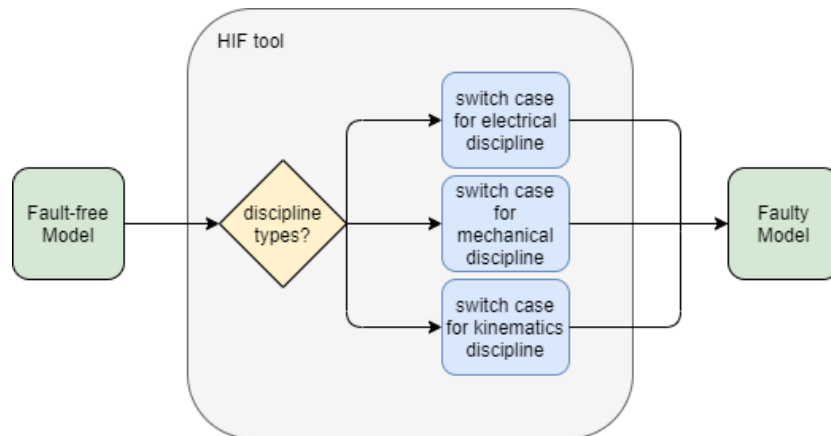 HIF tool
switch case
for electrical
discipline
Fault-free
Model
discipline
types?
switch case
for
mechanical
discipline
Faulty
Model
switch case
for kinematics
discipline